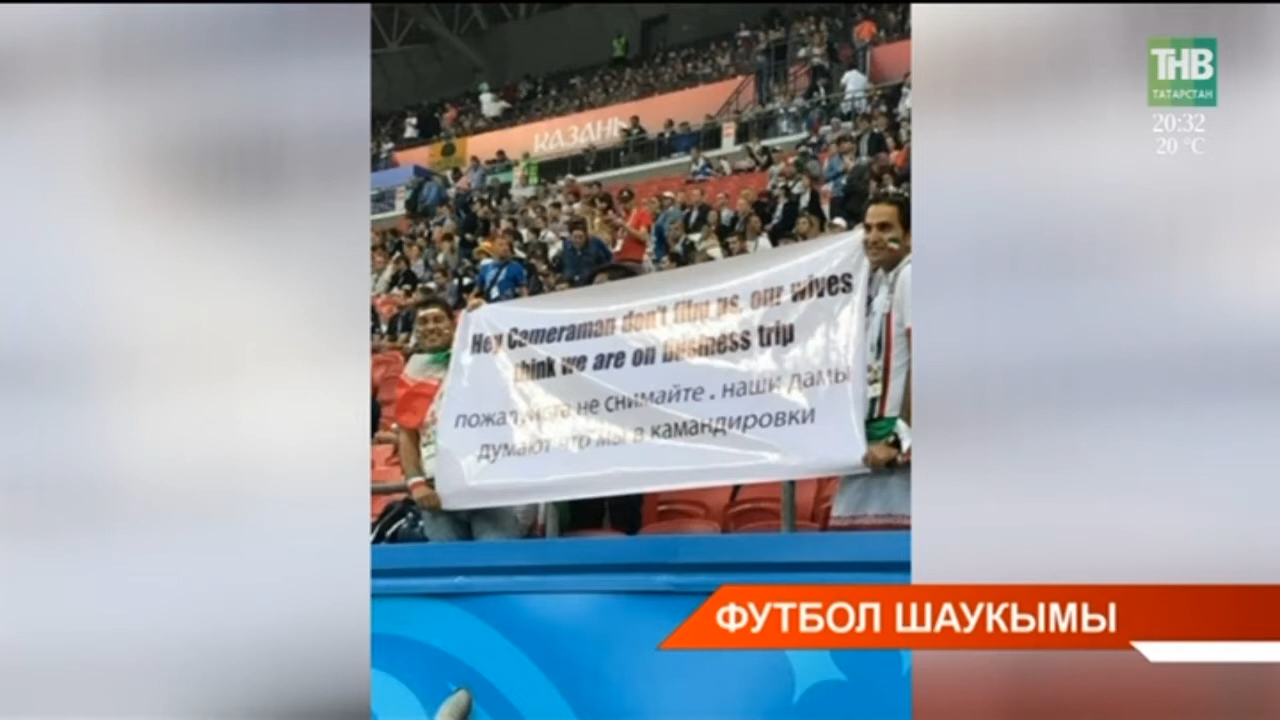 ТНВ
ТАТАРСТАН
20:32
20 °C
КАЗАНЬ
Hey Cameraman don't film us, our wives
think we are on business trip
пожалуйста не снимайте . наши дамы
думают что мы в камандировки
ФУТБОЛ ШАУКЫМЫ